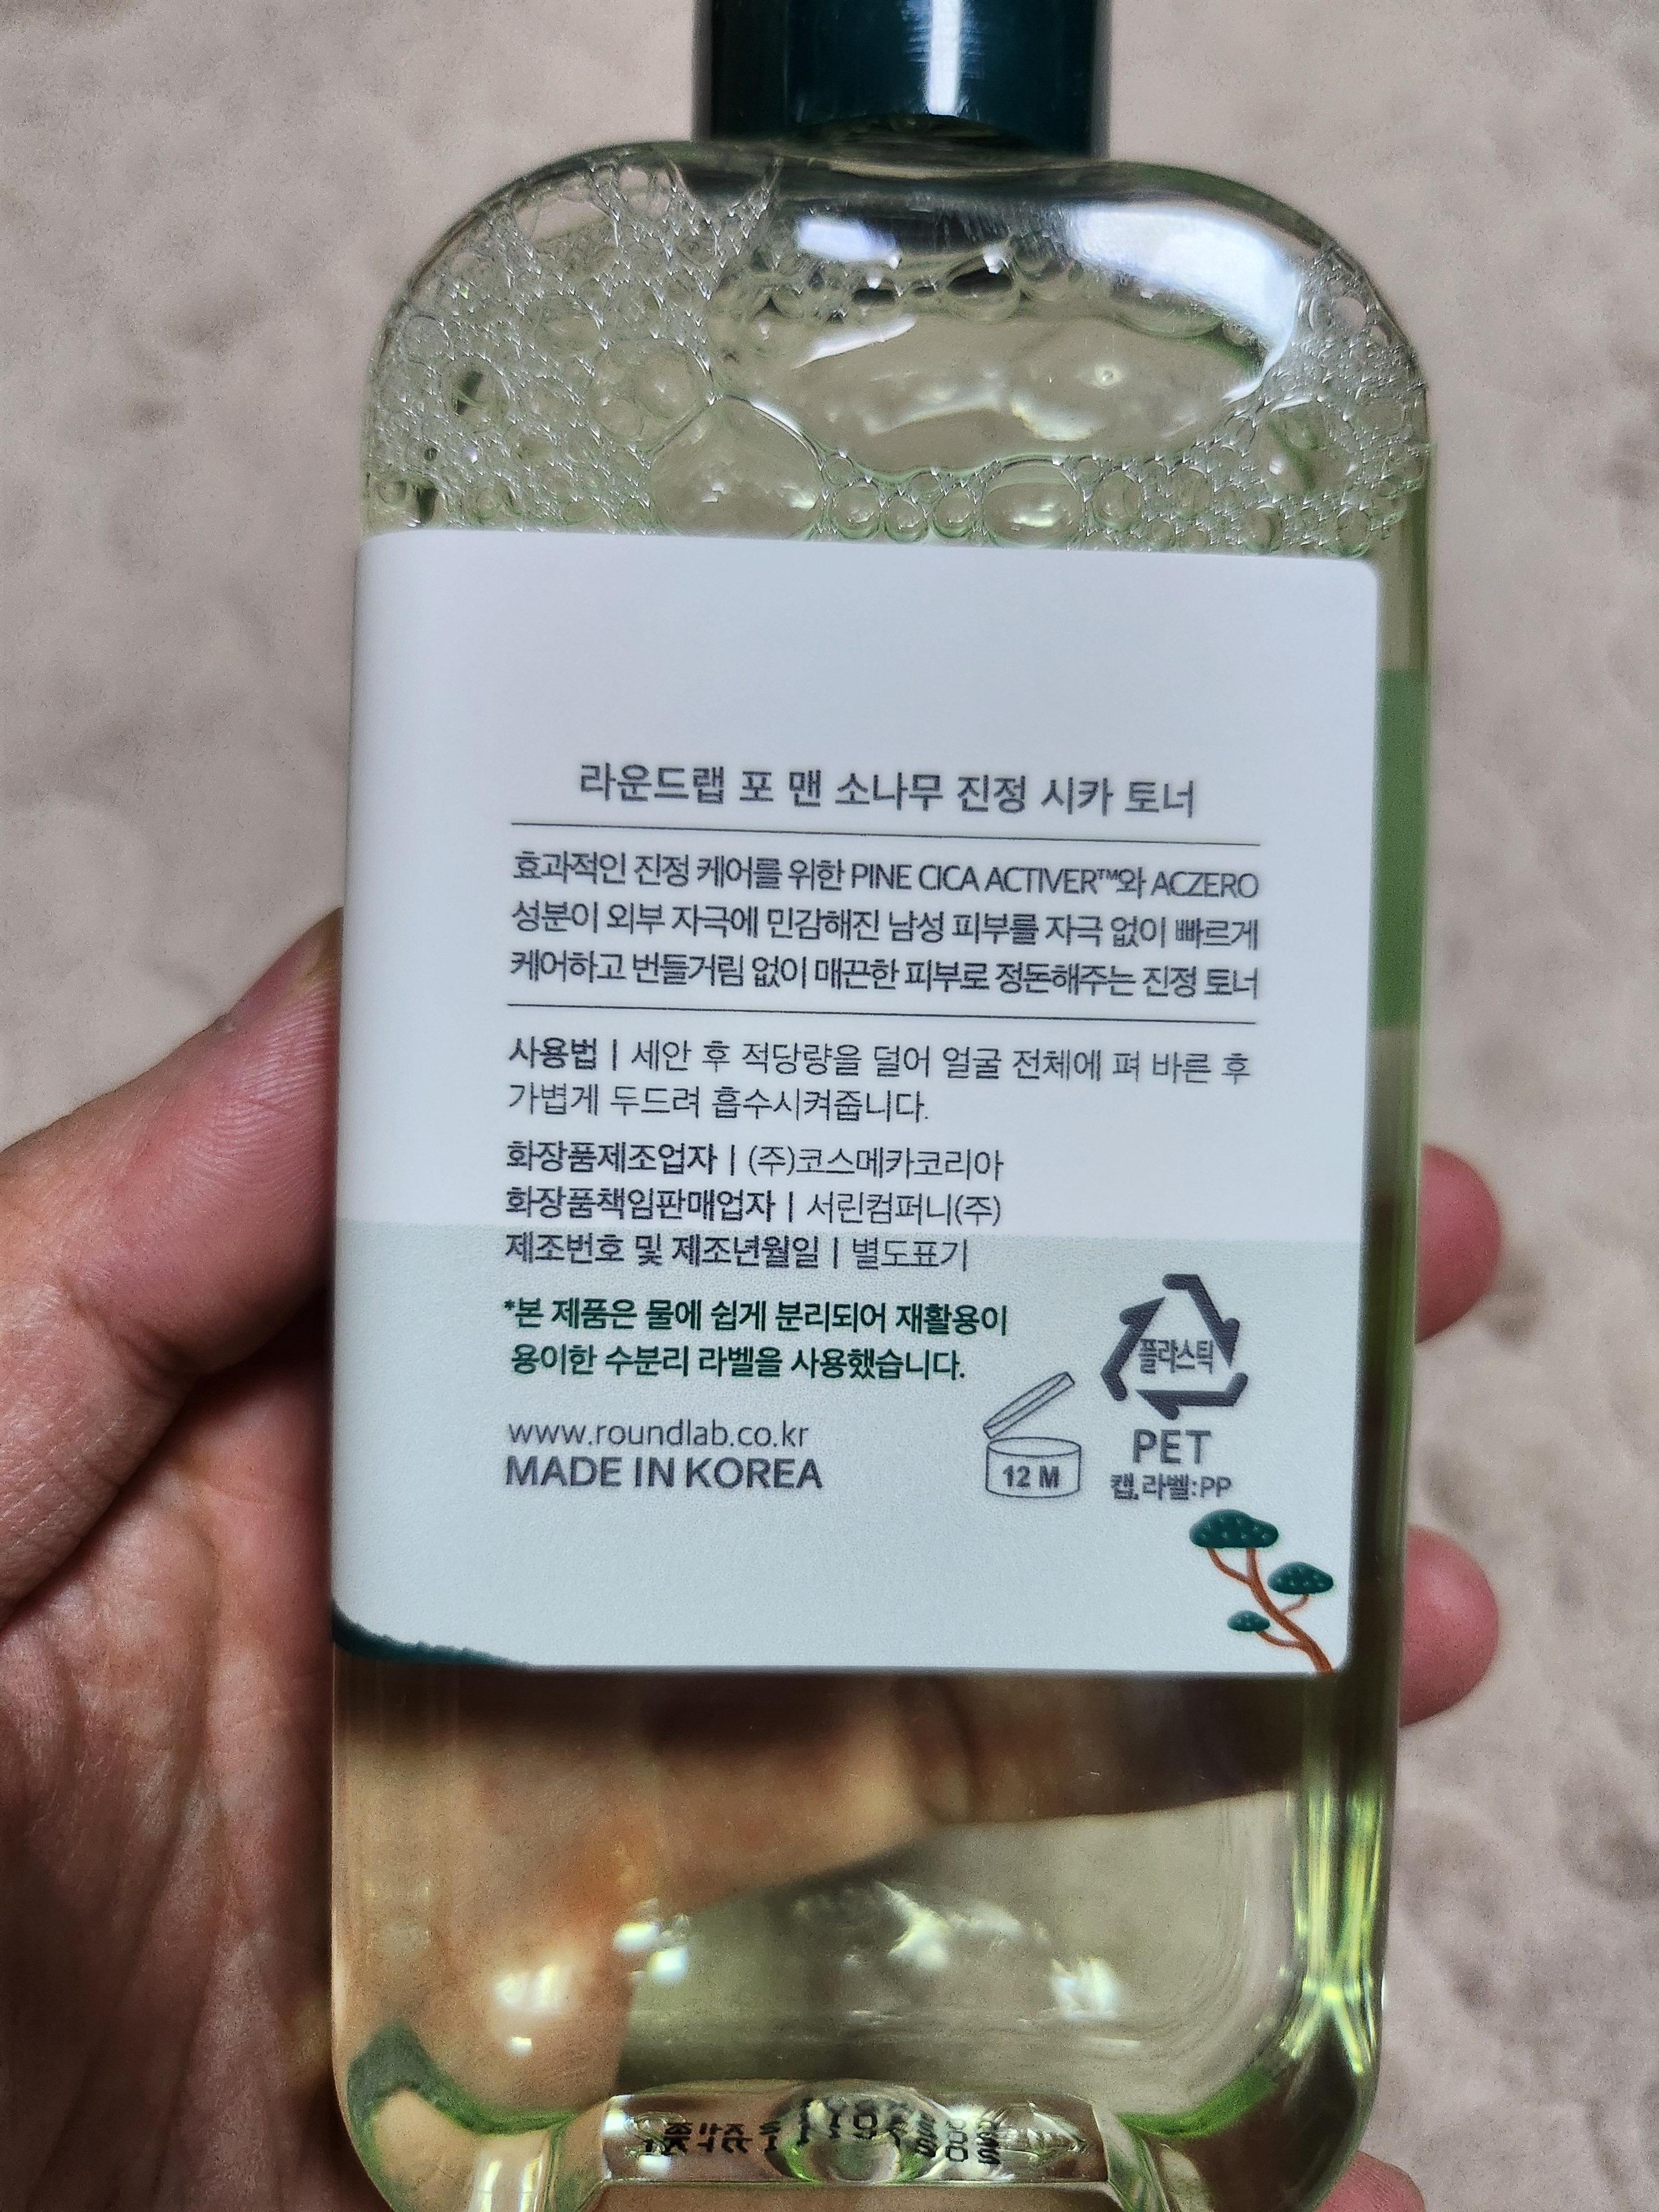 라운드랩 포 맨 소나무 진정 시카 토너
효과적인 진정 케어를 위한 PINE CICA ACTIVER™와 ACZERO
성분이 외부 자극에 민감해진 남성 피부를 자극 없이 빠르게
케어하고 번들거림 없이 매끈한 피부로 정돈해주는 진정 토너
사용법 | 세안 후 적당량을 덜어 얼굴 전체에 펴 바른 후
가볍게 두드려 흡수시켜줍니다.
화장품제조업자 | (주)코스메카코리아
화장품책임판매업자 | 서린컴퍼니(주)
제조번호 및 제조년월일 | 별도표기
*본 제품은 물에 쉽게 분리되어 재활용이
용이한 수분리 라벨을 사용했습니다.
플라스틱
PET
캡,라벨:PP
12 M
www.roundlab.co.kr
MADE IN KOREA